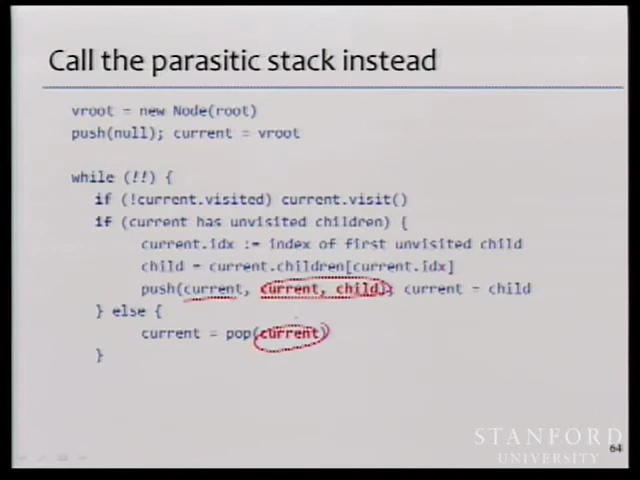 Call the parasitic stack instead
vroot = new Node(root)
push(null); current = vroot
while (!!) {
if (!current.visited) current.visit()
if (current has unvisited children) {
current.idx := index of first unvisited child
child = current.children[current.idx]
push(current, current, child); current = child
} else {
current = pop(current)
}
STANFORD
UNIVERSITY
64